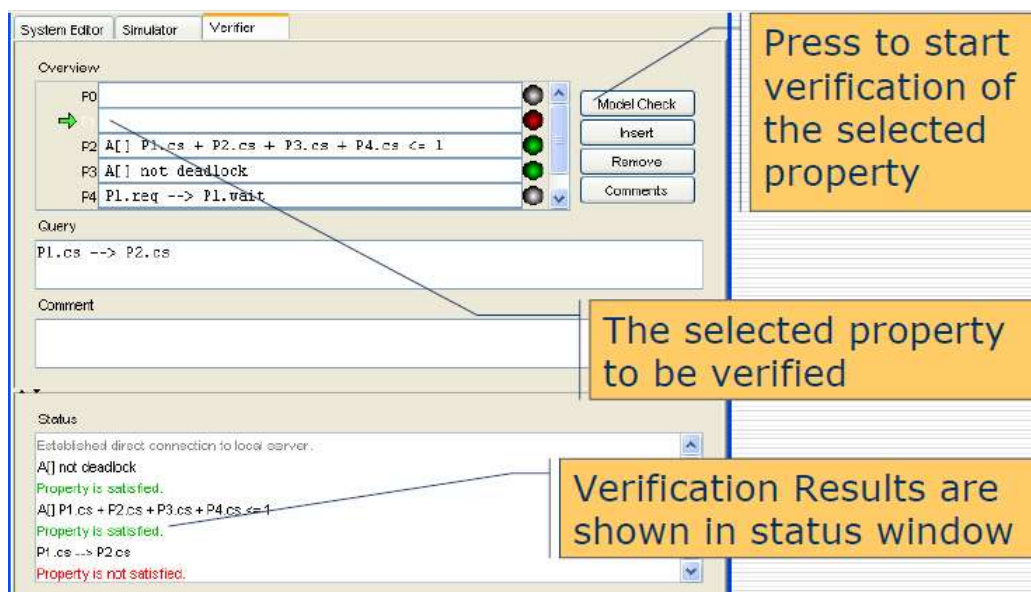 System Editor Simulator Verifier
Overview
P0
P2 A[] P1.cs + P2.cs + P3.cs + P4.cs <= 1
P3 A[] not deadlock
P4 P1.req --> P1.wait
Model Check
Insert
Remove
Comments
Query
P1.cs --> P2.cs
Comment
Status
Established direct connection to local server.
A[] not deadlock
Property is satisfied.
A[] P1.cs + P2.cs + P3.cs + P4.cs <= 1
Property is satisfied.
P1.cs --> P2.cs
Property is not satisfied.
Press to start
verification of
the selected
property
The selected property
to be verified
Verification Results are
shown in status window